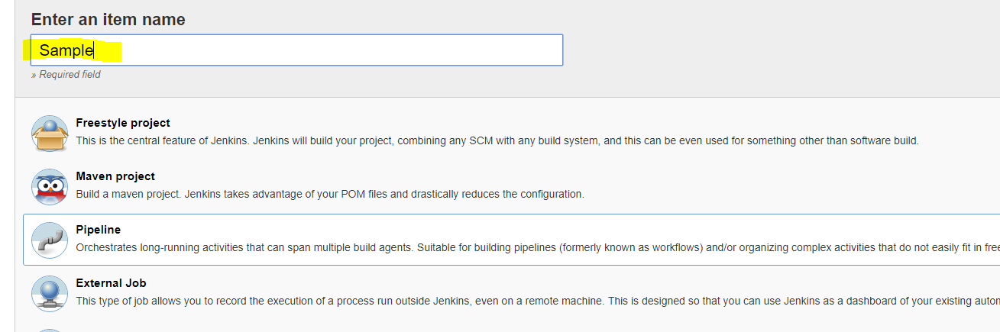 Enter an item name
Sample
» Required field
Freestyle project
This is the central feature of Jenkins. Jenkins will build your project, combining any SCM with any build system, and this can be even used for something other than software build.
Maven project
Build a maven project. Jenkins takes advantage of your POM files and drastically reduces the configuration.
Pipeline
Orchestrates long-running activities that can span multiple build agents. Suitable for building pipelines (formerly known as workflows) and/or organizing complex activities that do not easily fit in free
External Job
This type of job allows you to record the execution of a process run outside Jenkins, even on a remote machine. This is designed so that you can use Jenkins as a dashboard of your existing auton